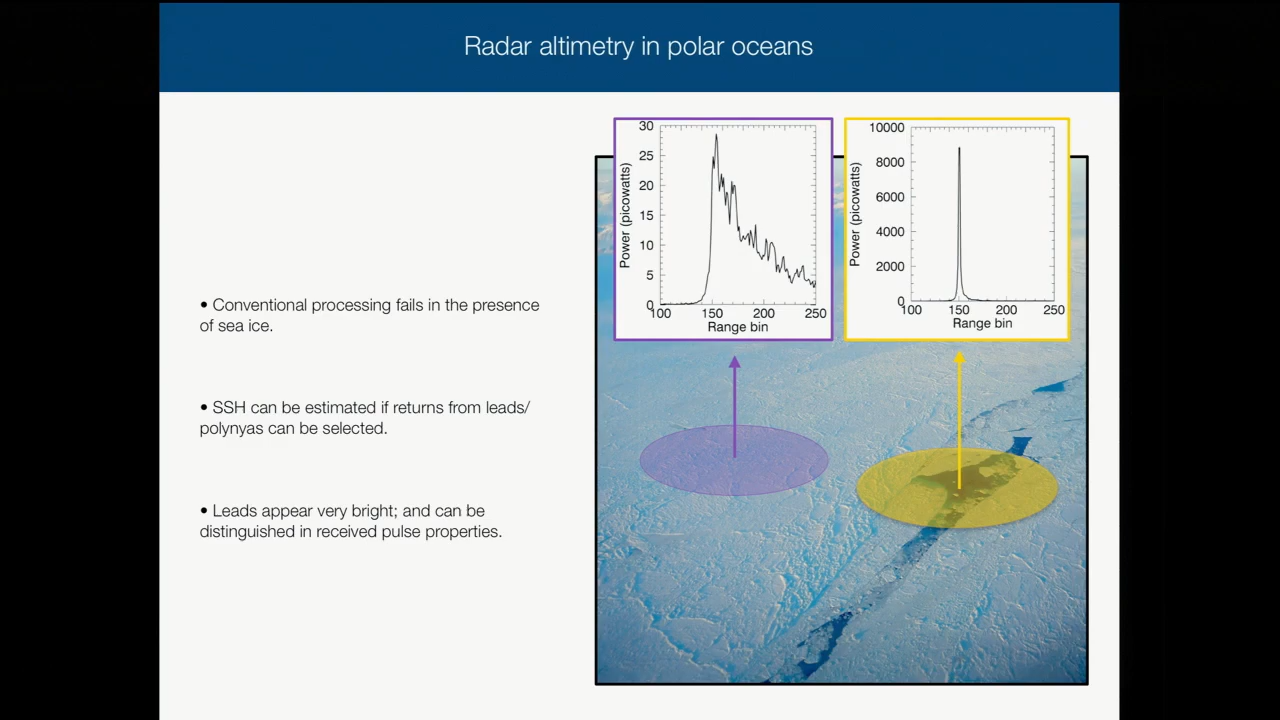 Radar altimetry in polar oceans
• Conventional processing fails in the presence
of sea ice.
• SSH can be estimated if returns from leads/
polynyas can be selected.
• Leads appear very bright; and can be
distinguished in received pulse properties.
30
25
20
15
10
5
0
Power (picowatts)
100 150 200 250
Range bin
10000
8000
6000
4000
2000
0
Power (picowatts)
100 150 200 250
Range bin